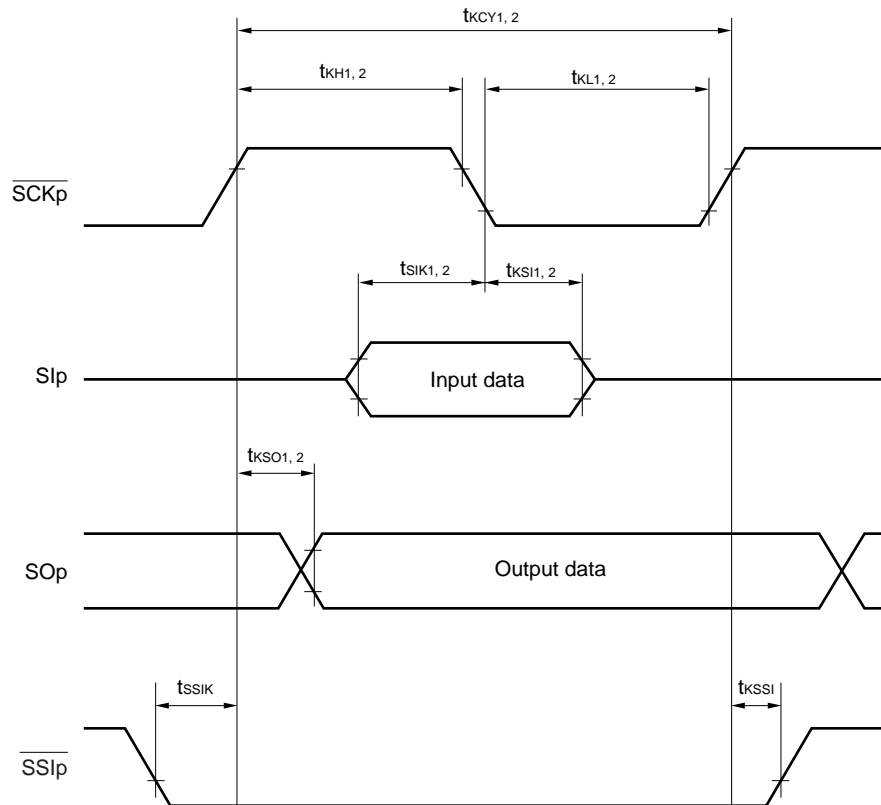 tKCY1, 2
tKH1, 2
tKL1, 2
SCKp
tSIK1, 2
tKSI1, 2
SIp
Input data
tKSO1, 2
SOp
Output data
tSSIK
tKSSI
SSIp